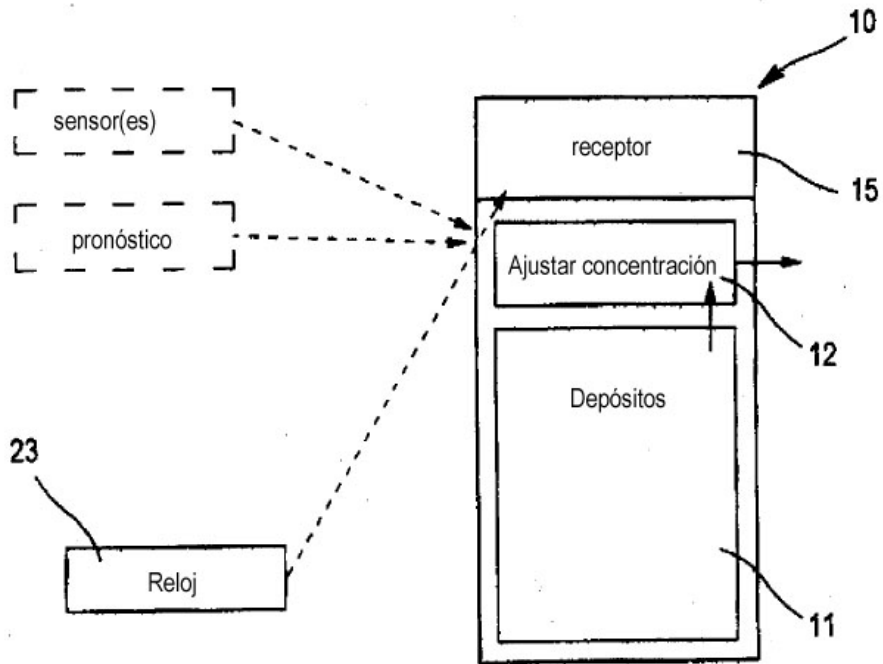 10
sensor(es)
receptor
15
pronóstico
Ajustar concentración
12
Depósitos
23
Reloj
11